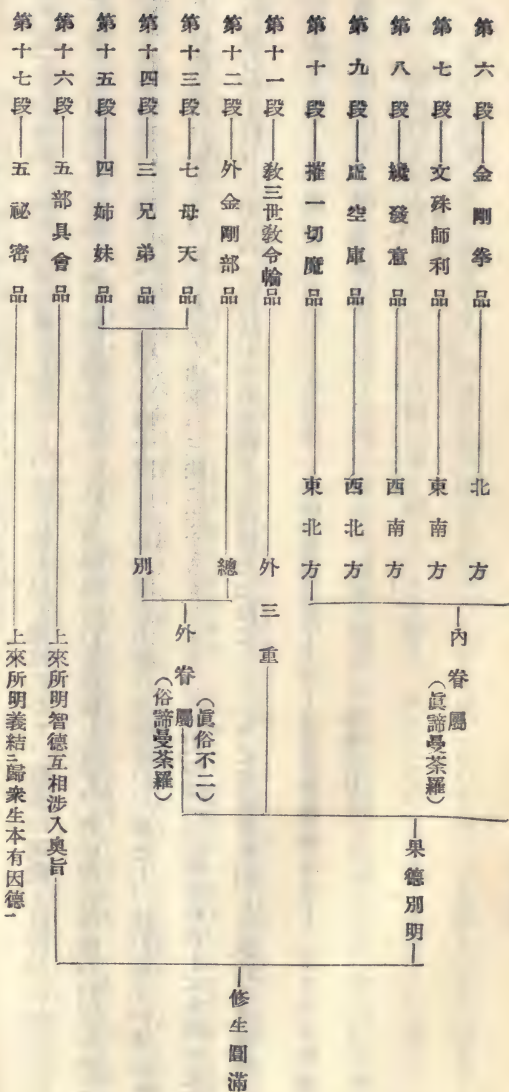 第六段——金剛拳品——北方
第七段——文殊師利品——東南方
第八段——纔發意品——西南方
第九段——虛空庫品——西北方
第十段——摧一切魔品——東北方
內眷屬
(眞諦曼荼羅)
第十一段——敎三世敎令輪品——外三重
第十二段——外金剛部品——總
第十三段——七母天品
第十四段——三兄弟品
第十五段——四姉妹品
別
(眞俗不二)
外眷屬
(俗諦曼荼羅)
果德別明
第十六段——五部具會品——上來所明智德互相涉入奧旨
第十七段——五祕密品——上來所明義結二歸衆生本有因德一
修生圓滿